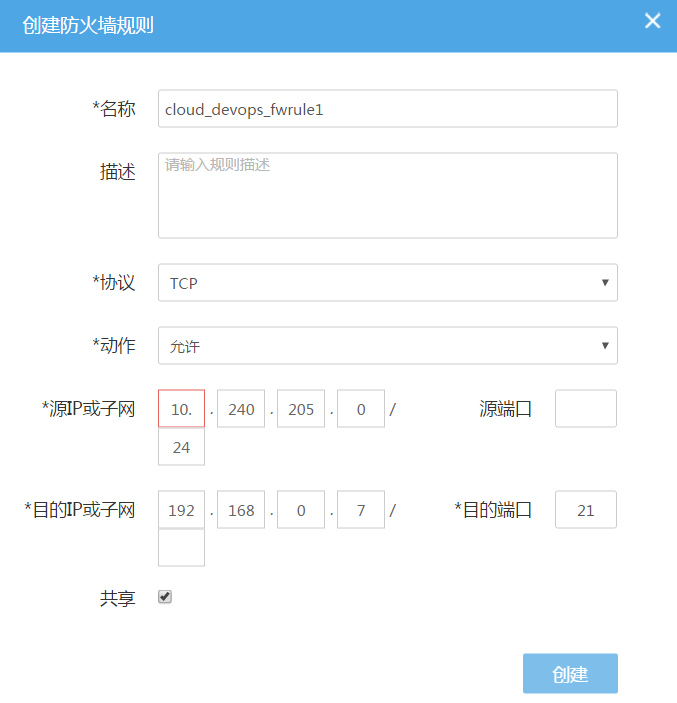 创建防火墙规则
*名称 cloud_devops_fwrule1
描述 请输入规则描述
*协议 TCP
*动作 允许
*源IP或子网 10. . 240 . 205 . 0 / 源端口
24
*目的IP或子网 192 . 168 . 0 . 7 / *目的端口 21
共享
创建